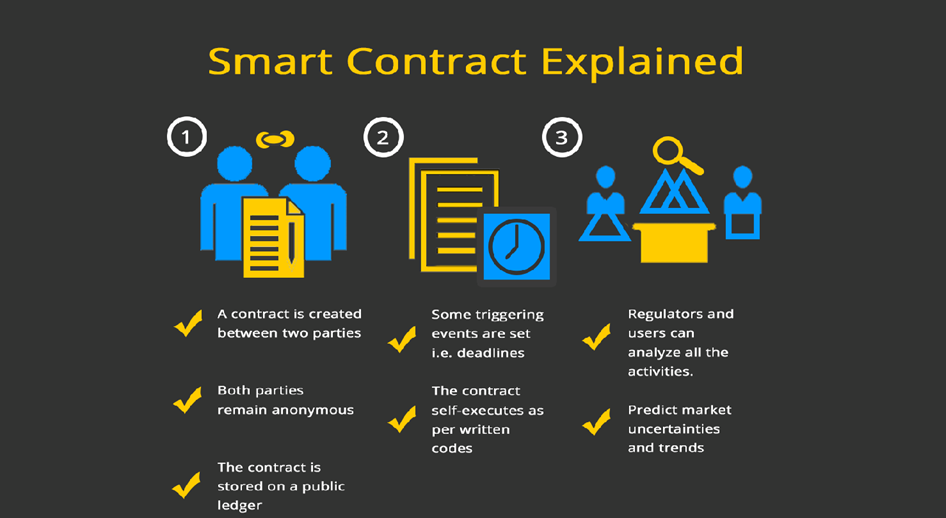 Smart Contract Explained
1
2
3
A contract is created
between two parties
Both parties
remain anonymous
The contract is
stored on a public
ledger
Some triggering
events are set
i.e. deadlines
The contract
self-executes as
per written
codes
Regulators and
users can
analyze all the
activities.
Predict market
uncertainties
and trends